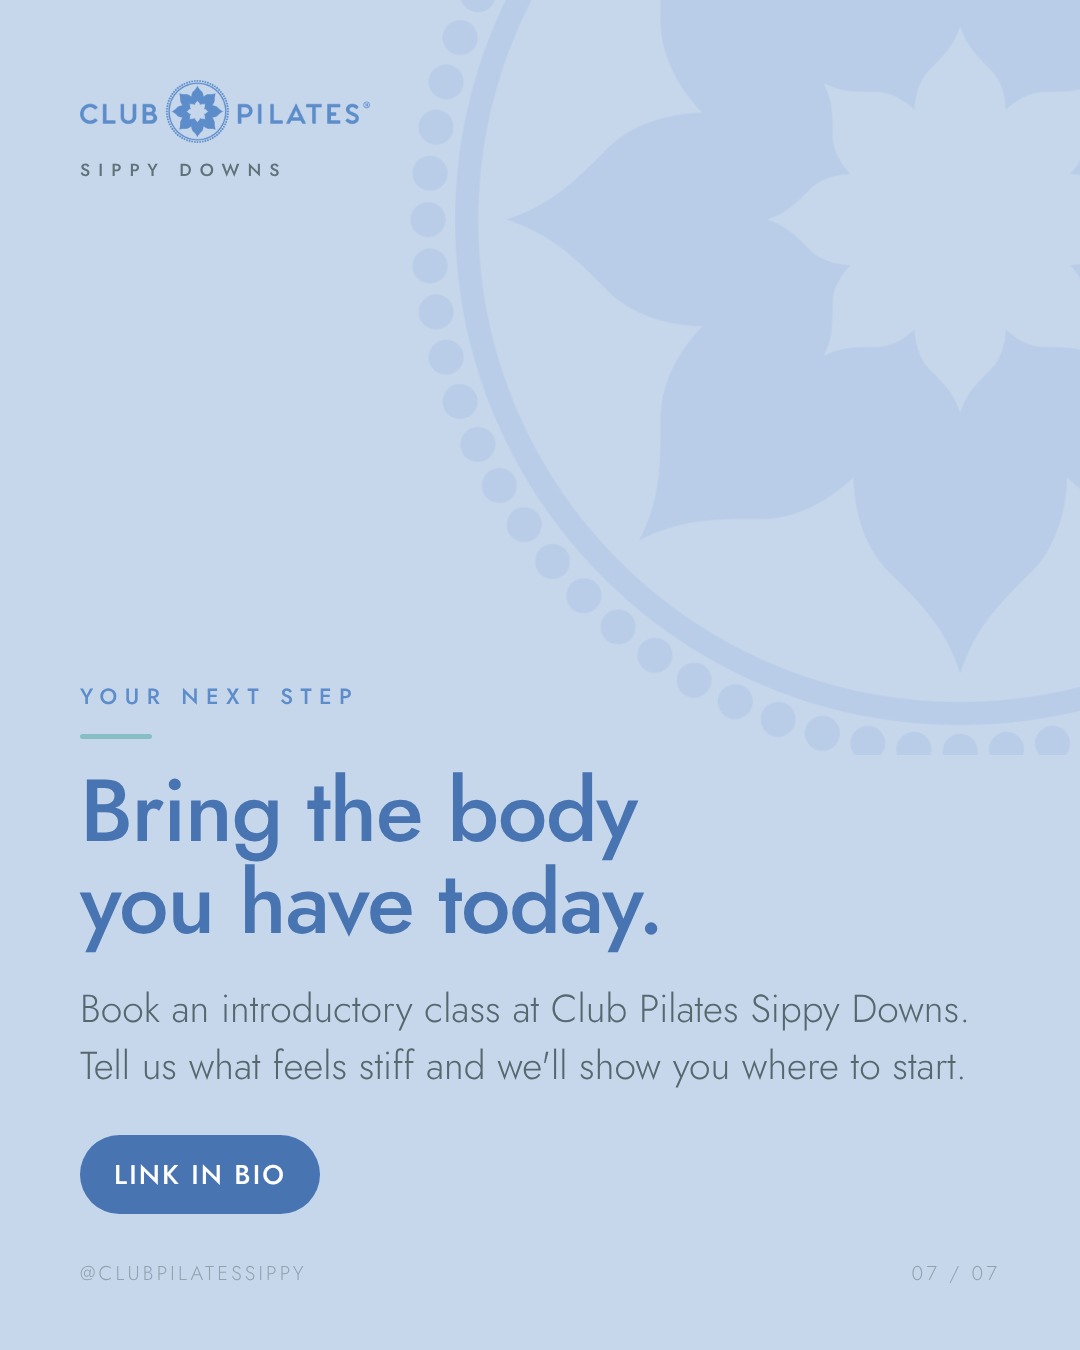 CLUB PILATES®
SIPPY DOWNS
YOUR NEXT STEP
Bring the body
you have today.
Book an introductory class at Club Pilates Sippy Downs.
Tell us what feels stiff and we'll show you where to start.
LINK IN BIO
@CLUBPILATESSIPPY
07 / 07